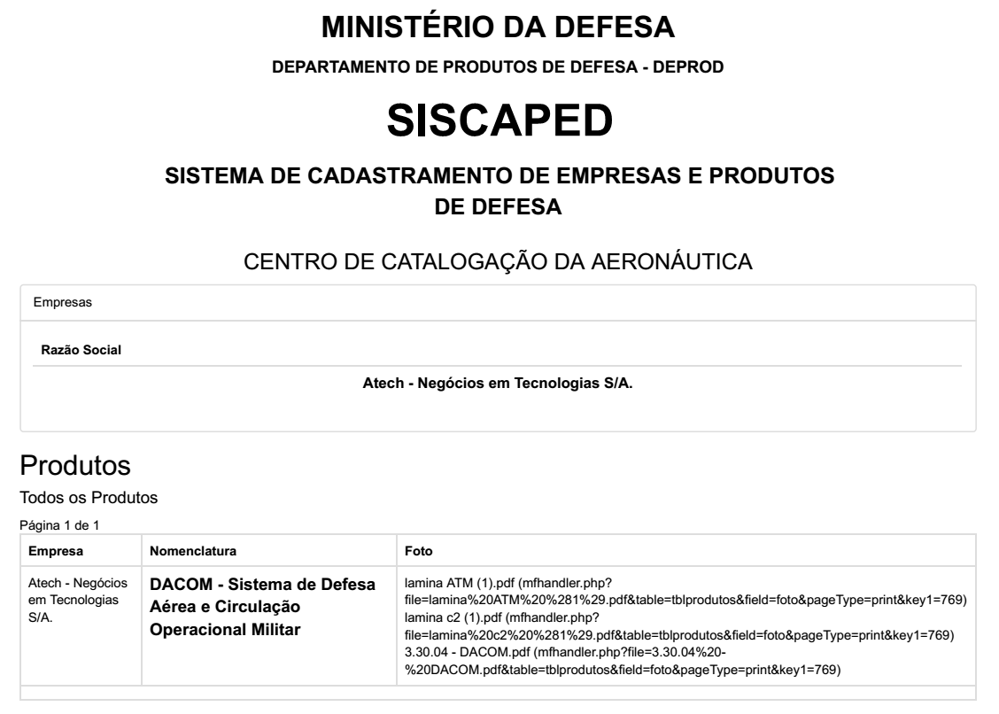 MINISTÉRIO DA DEFESA
DEPARTAMENTO DE PRODUTOS DE DEFESA - DEPROD
SISCAPED
SISTEMA DE CADASTRAMENTO DE EMPRESAS E PRODUTOS
DE DEFESA
CENTRO DE CATALOGAÇÃO DA AERONÁUTICA
Empresas
Razão Social
Atech - Negócios em Tecnologias S/A.
Produtos
Todos os Produtos
Página 1 de 1
Empresa
Nomenclatura
Foto
Atech - Negócios
em Tecnologias
S/A.
DACOM - Sistema de Defesa
Aérea e Circulação
Operacional Militar
lamina ATM (1).pdf (mfhandler.php?
file=lamina%20ATM%20%281%29.pdf&table=tblprodutos&field=foto&pageType=print&key1=769)
lamina c2 (1).pdf (mfhandler.php?
file=lamina%20c2%20%281%29.pdf&table=tblprodutos&field=foto&pageType=print&key1=769)
3.30.04 - DACOM.pdf (mfhandler.php?file=3.30.04%20-
%20DACOM.pdf&table=tblprodutos&field=foto&pageType=print&key1=769)